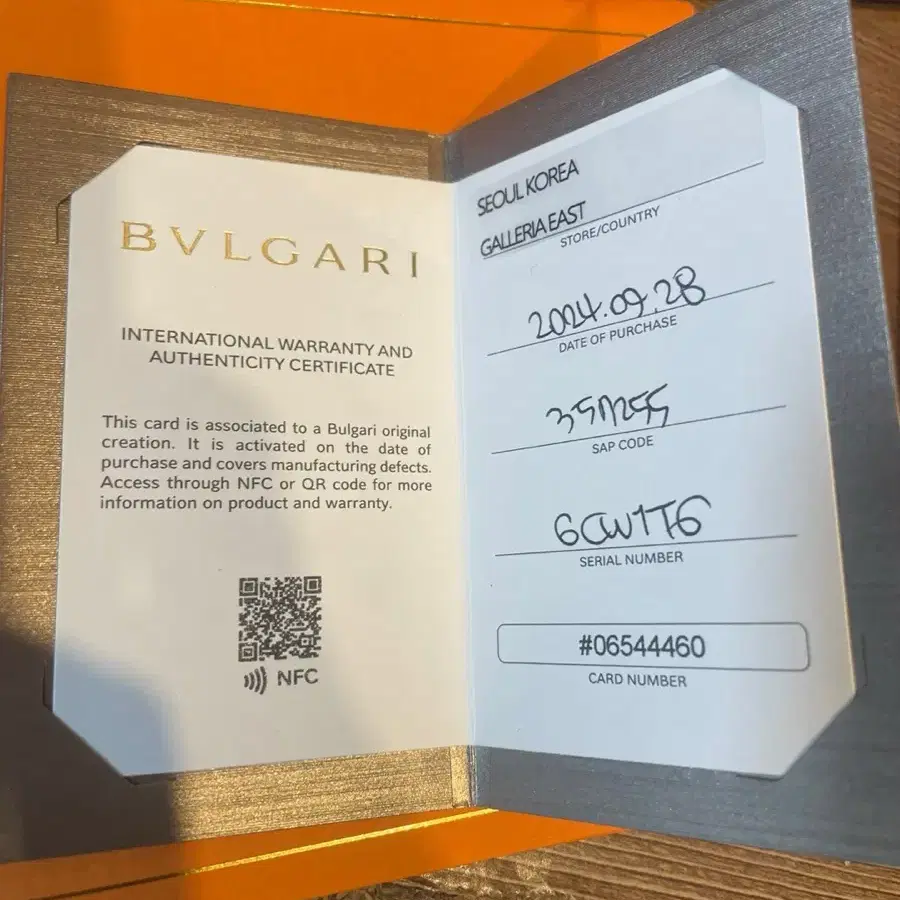 BVLGARI
INTERNATIONAL WARRANTY AND
AUTHENTICITY CERTIFICATE
This card is associated to a Bulgari original
creation. It is activated on the date of
purchase and covers manufacturing defects.
Access through NFC or QR code for more
information on product and warranty.
NFC
SEOUL KOREA
GALLERIA EAST
STORE/COUNTRY
2024.09.28
DATE OF PURCHASE
SAP CODE
6CW1T6
SERIAL NUMBER
#06544460
CARD NUMBER